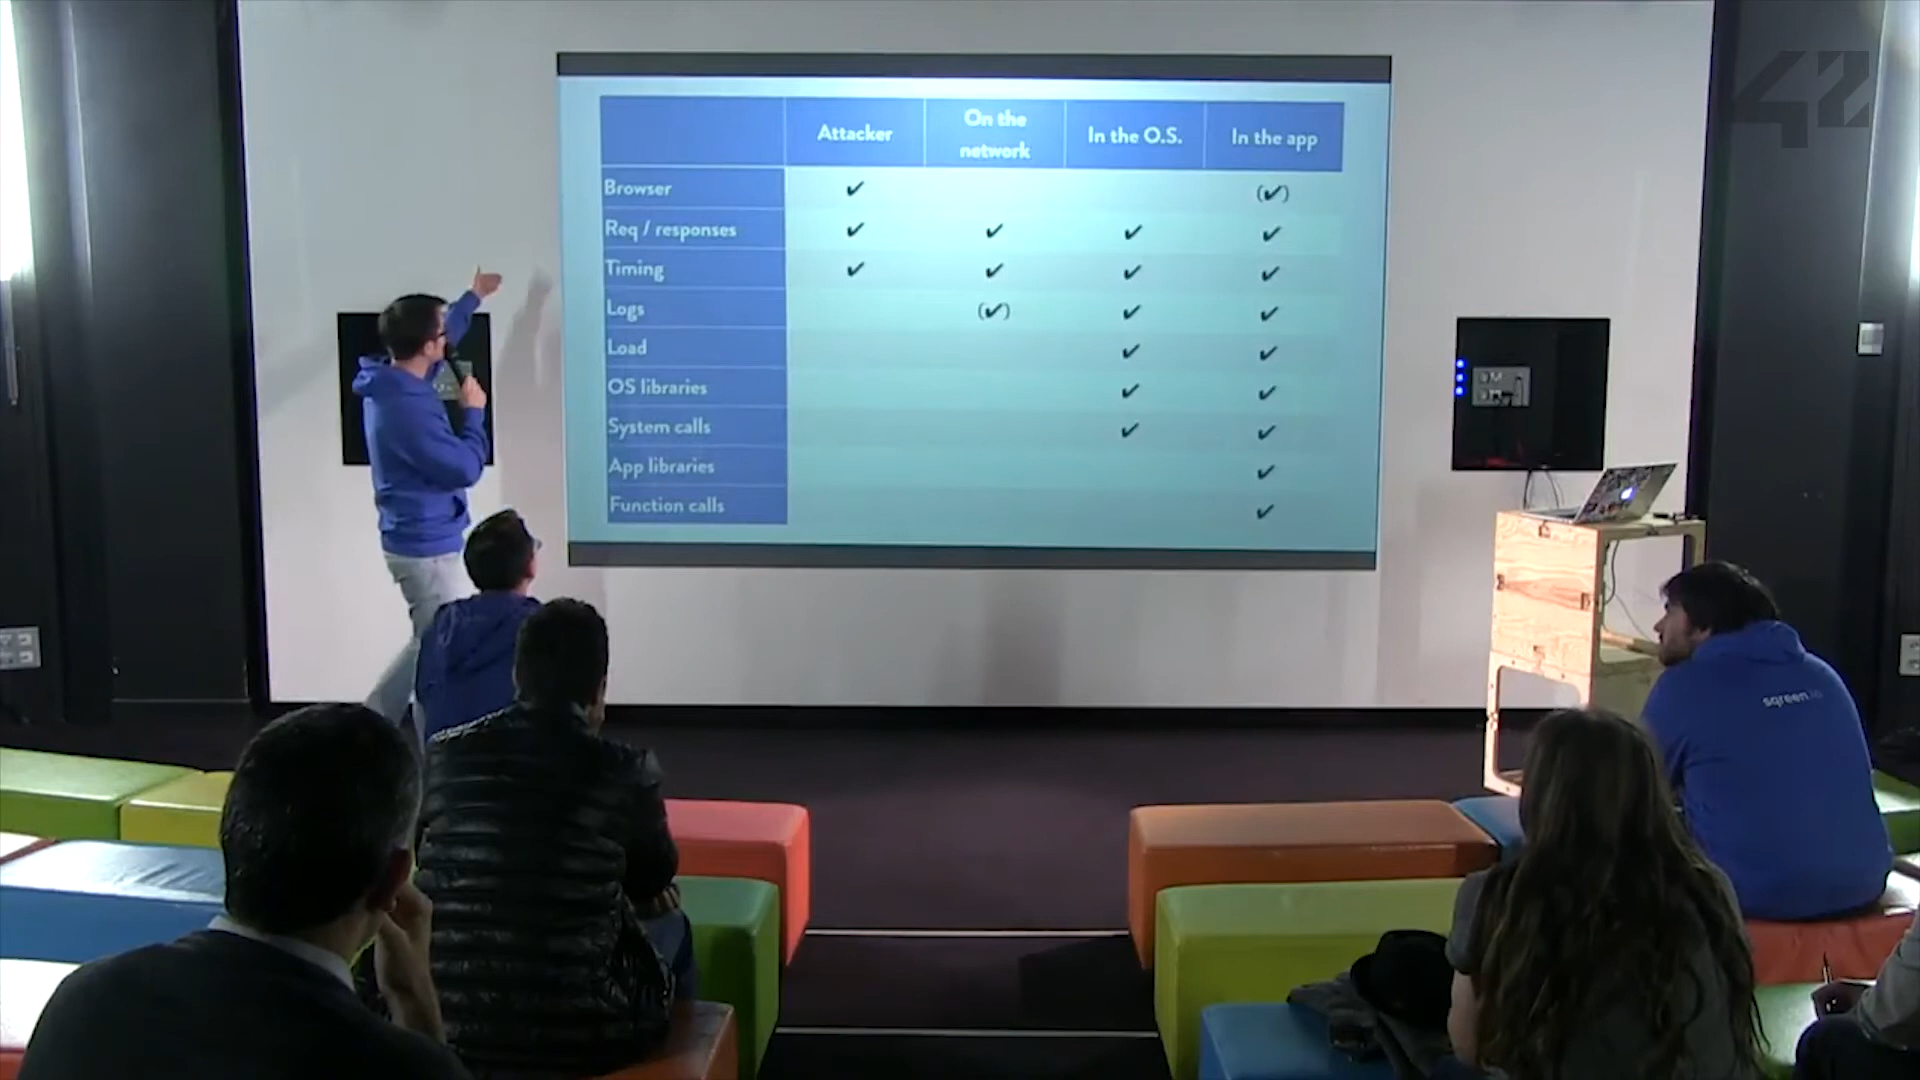 42
Attacker
On the
network
In the O.S.
In the app
Browser ✔ (✔)
Req / responses ✔ ✔ ✔ ✔
Timing ✔ ✔ ✔ ✔
Logs (✔) ✔ ✔
Load ✔ ✔
OS libraries ✔ ✔
System calls ✔ ✔
App libraries ✔
Function calls ✔
sqreen.io